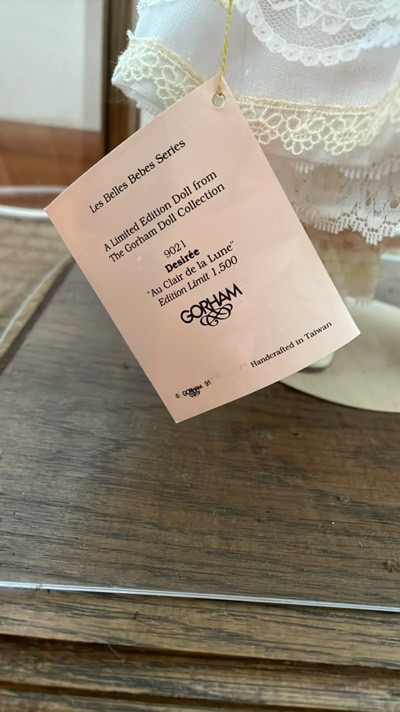 Les Belles Bebes Series
A Limited Edition Doll from
The Gorham Doll Collection
9021
Desirée
"Au Clair de la Lune"
Edition Limit 1,500
GORHAM
© GORHAM 91
Handcrafted in Taiwan